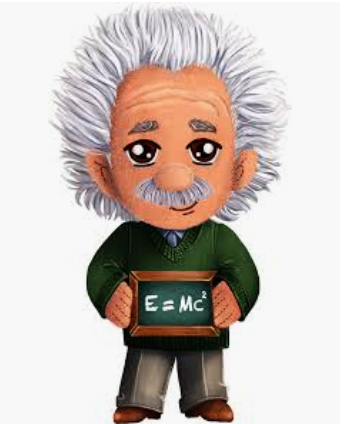 E = Mc²